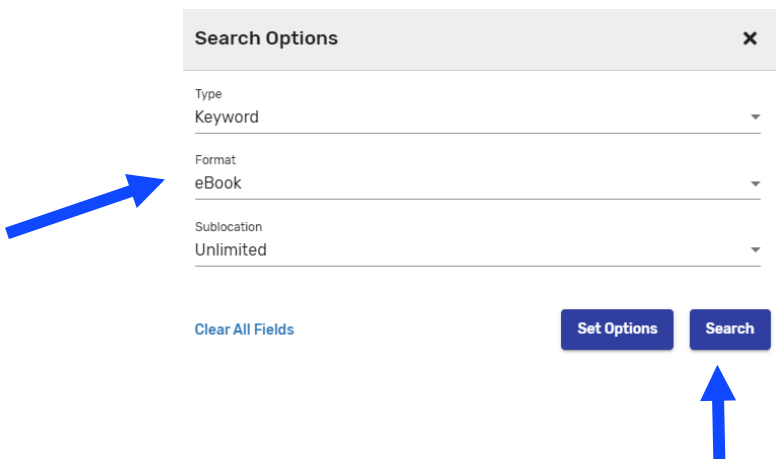 Search Options
Type
Keyword
Format
eBook
Sublocation
Unlimited
Clear All Fields
Set Options
Search